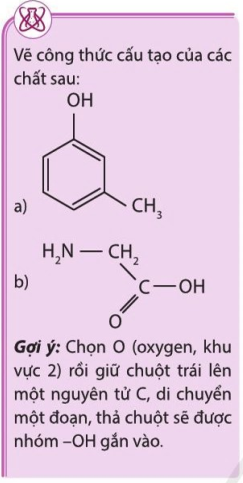 Vẽ công thức cấu tạo của các
chất sau:
OH
a)
CH₃
H₂N — CH₂
b)
C—OH
O
Gợi ý: Chọn O (oxygen, khu
vực 2) rồi giữ chuột trái lên
một nguyên tử C, di chuyển
một đoạn, thả chuột sẽ được
nhóm –OH gắn vào.